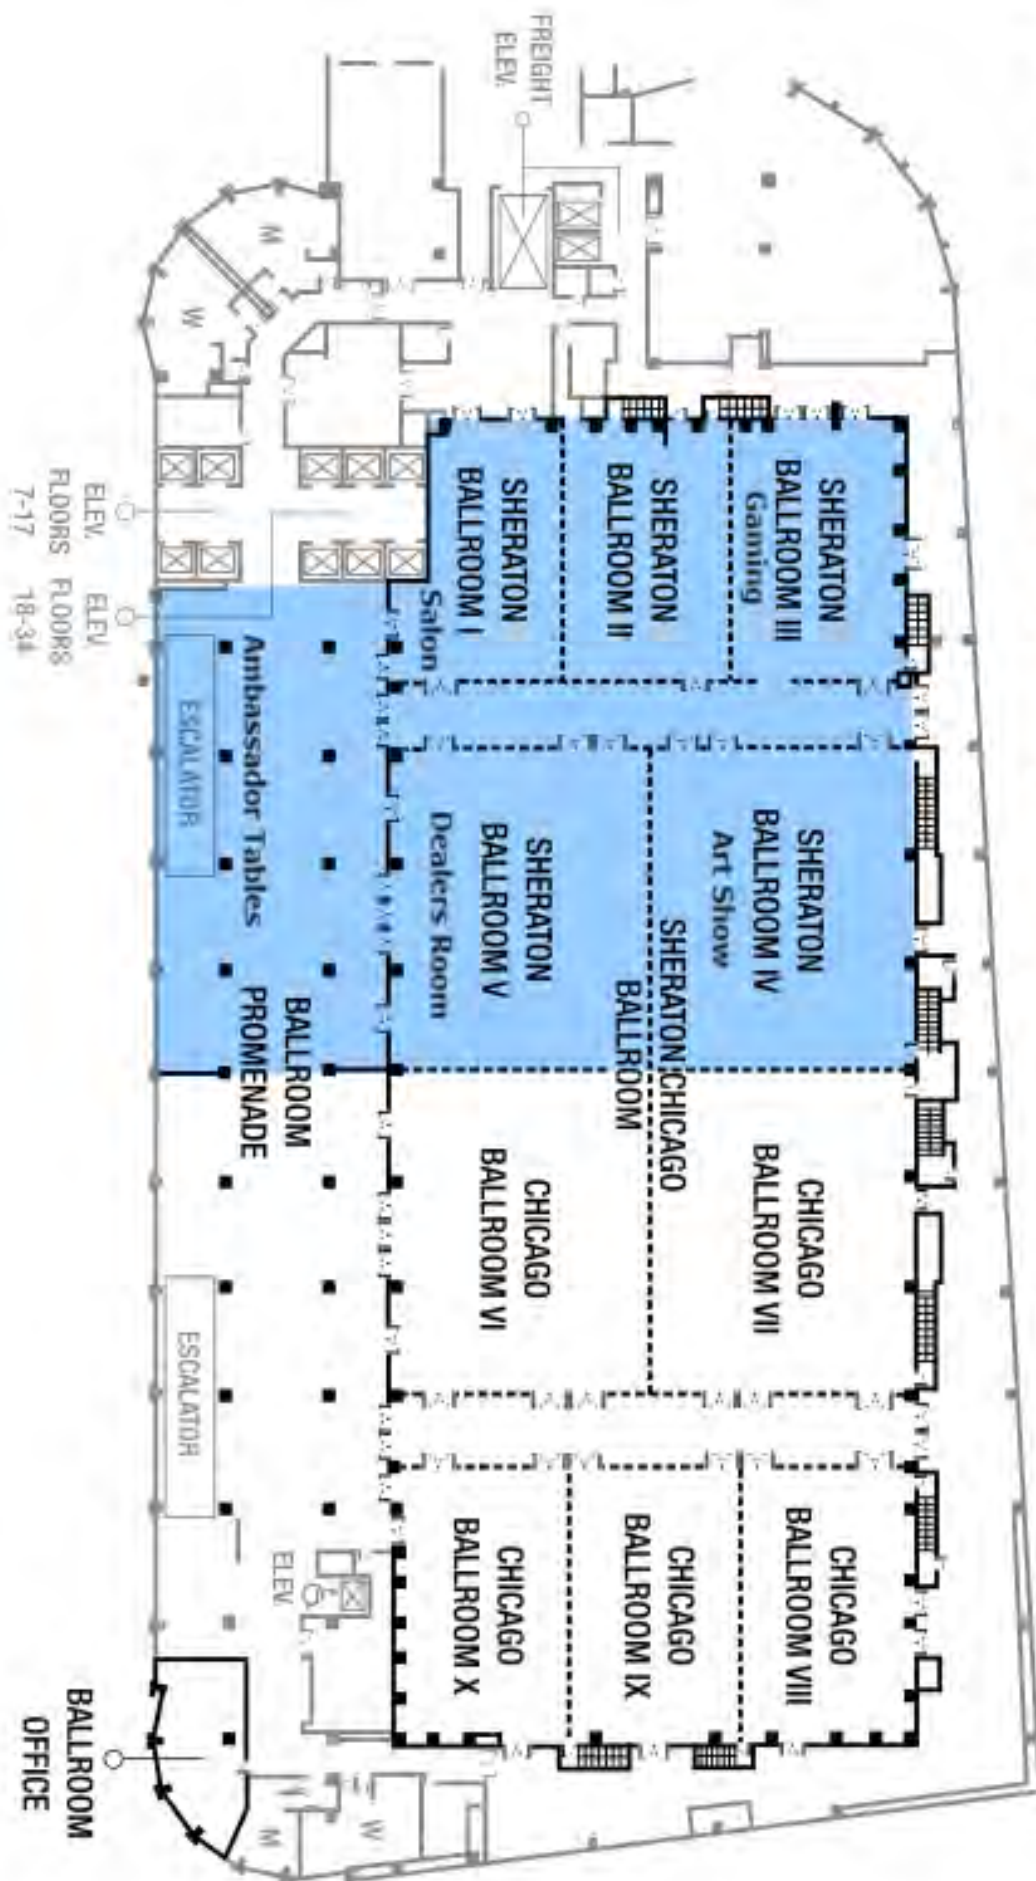 FREIGHT
ELEV.
M
W
ELEV.
FLOORS
7-17
ELEV.
FLOORS
18-34
SHERATON
BALLROOM I
SHERATON
BALLROOM II
SHERATON
BALLROOM III
Gaming
Salon
Ambassador Tables
ESCALATOR
SHERATON
BALLROOM V
Dealers Room
SHERATON
BALLROOM IV
Art Show
SHERATON CHICAGO
BALLROOM
BALLROOM
PROMENADE
CHICAGO
BALLROOM VI
CHICAGO
BALLROOM VII
ESCALATOR
CHICAGO
BALLROOM X
CHICAGO
BALLROOM IX
CHICAGO
BALLROOM VIII
ELEV.
BALLROOM
OFFICE
M
W